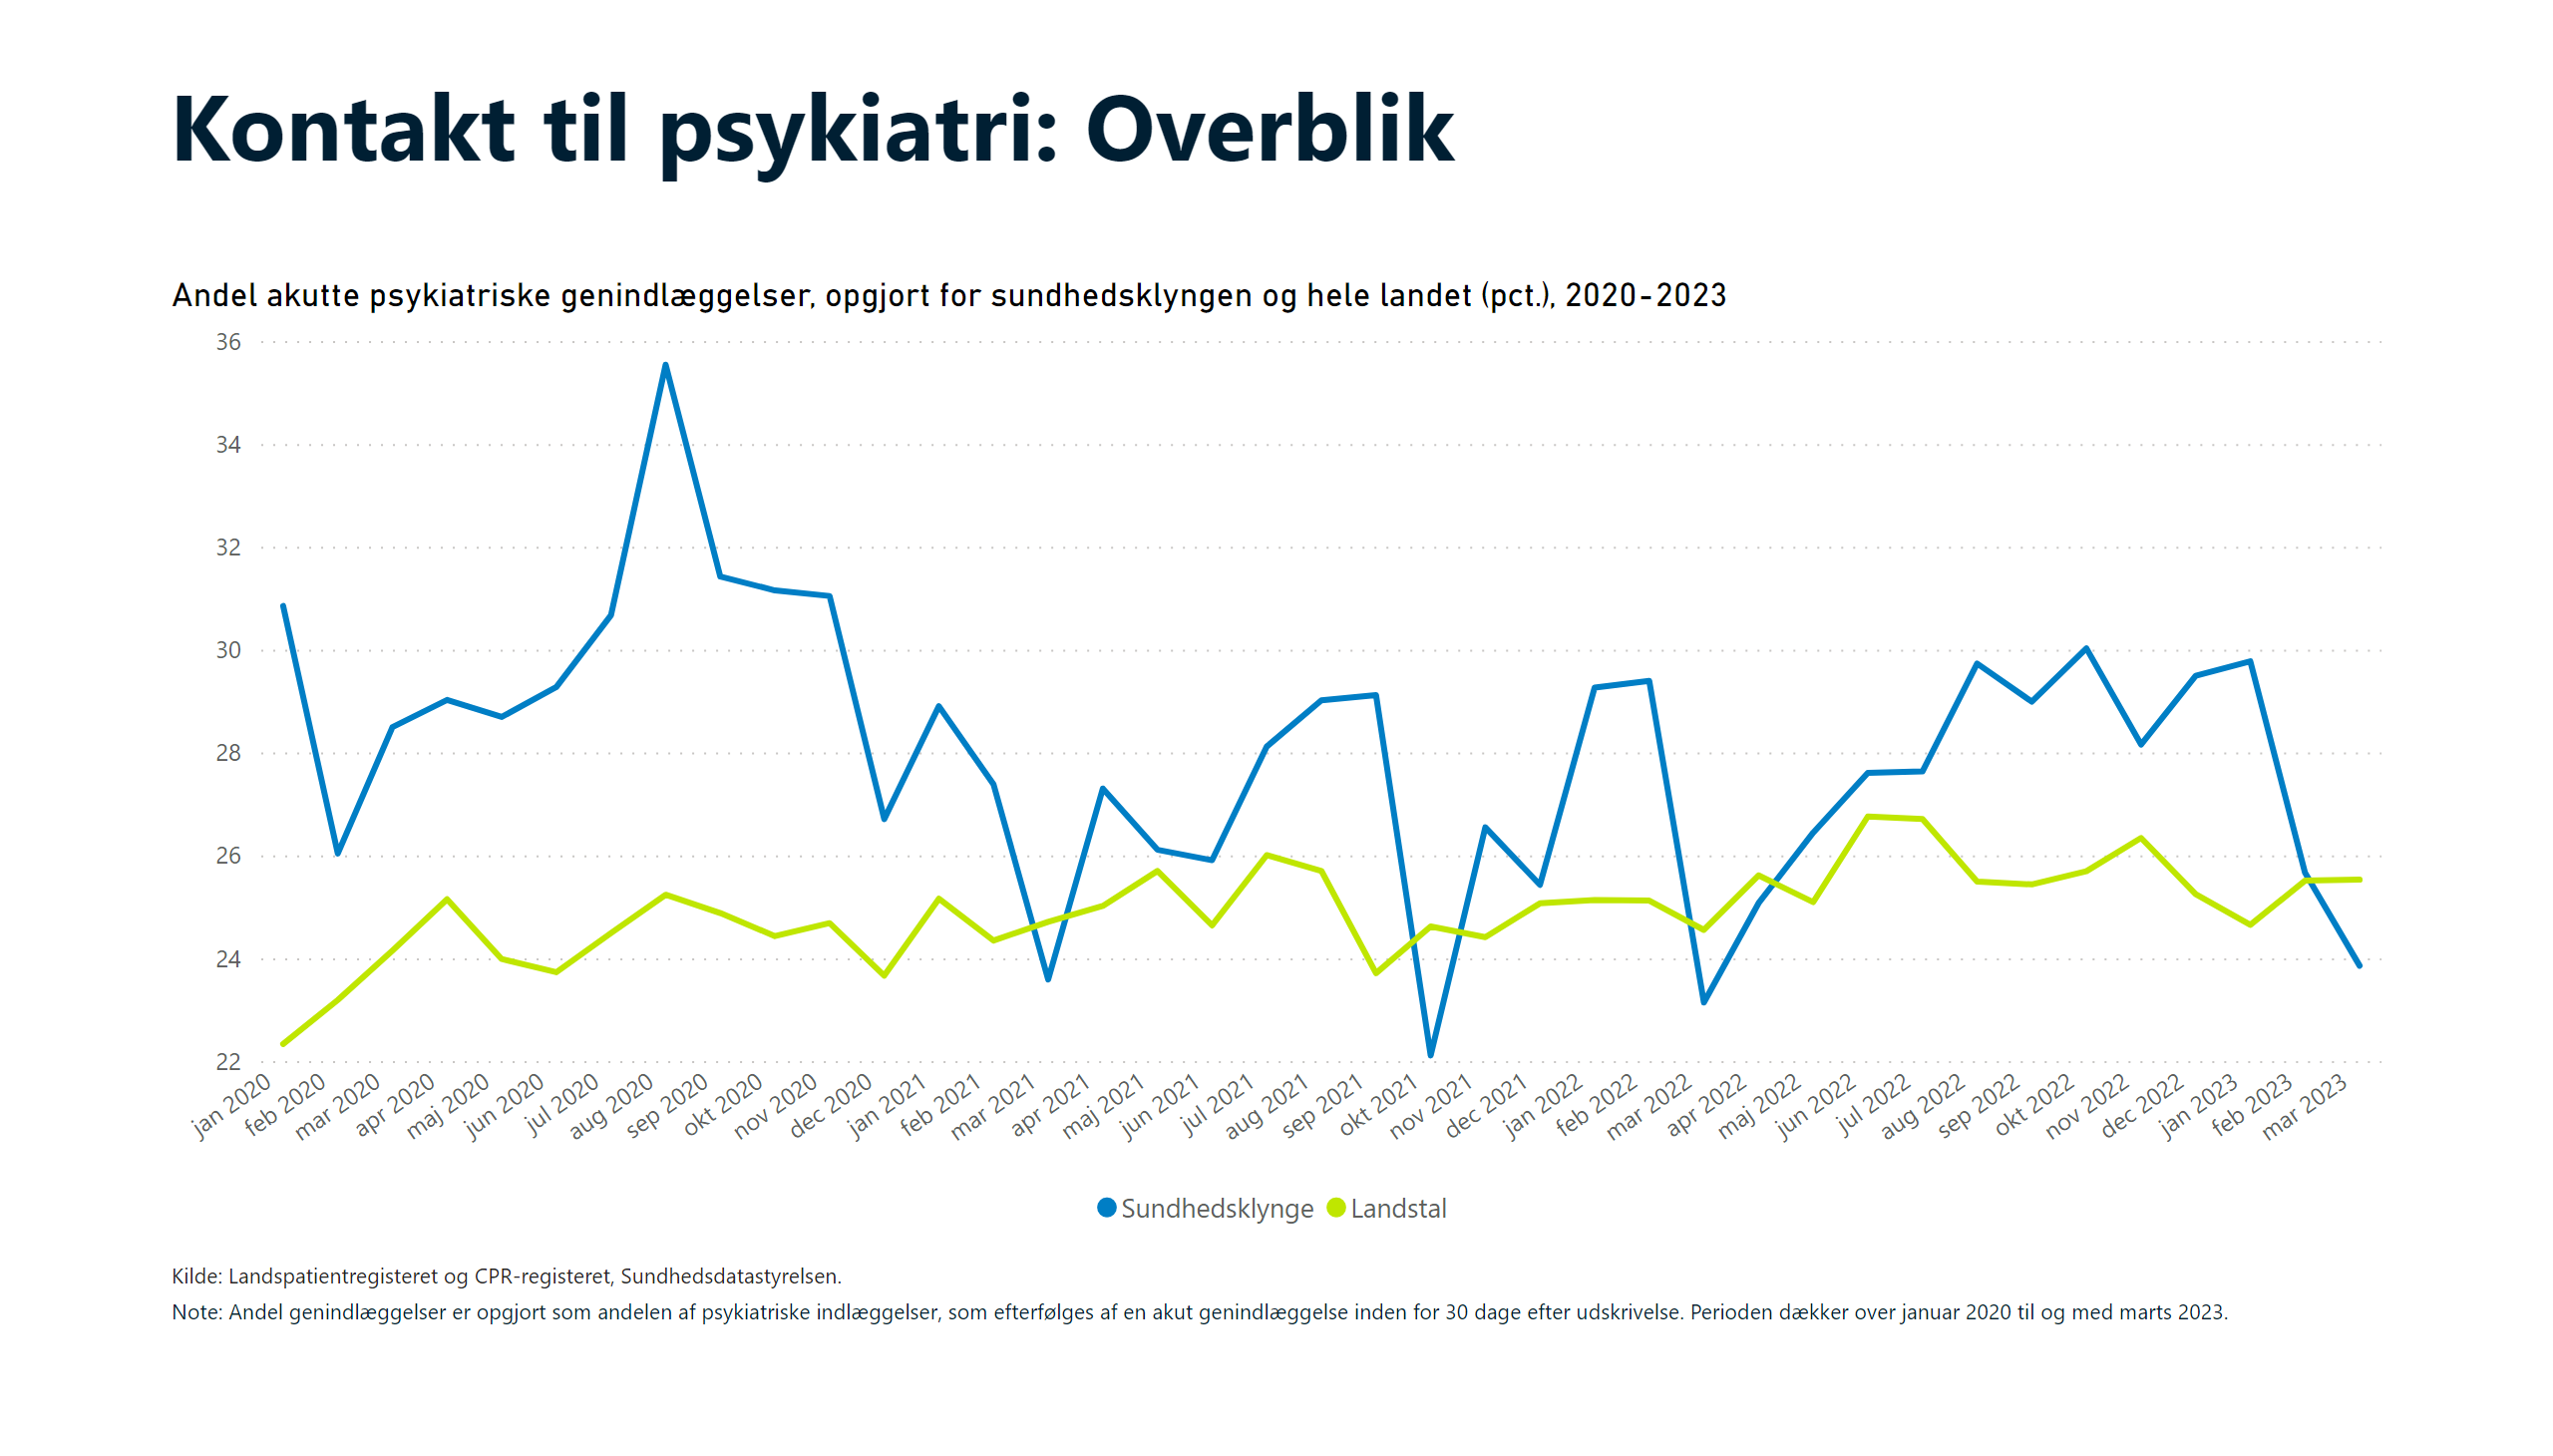 Kontakt til psykiatri: Overblik
Andel akutte psykiatriske genindlæggelser, opgjort for sundhedsklyngen og hele landet (pct.), 2020-2023
36
34
32
30
28
26
24
22
jan 2020
feb 2020
mar 2020
apr 2020
maj 2020
jun 2020
jul 2020
aug 2020
sep 2020
okt 2020
nov 2020
dec 2020
jan 2021
feb 2021
mar 2021
apr 2021
maj 2021
jun 2021
jul 2021
aug 2021
sep 2021
okt 2021
nov 2021
dec 2021
jan 2022
feb 2022
mar 2022
apr 2022
maj 2022
jun 2022
jul 2022
aug 2022
sep 2022
okt 2022
nov 2022
dec 2022
jan 2023
feb 2023
mar 2023
Sundhedsklynge Landstal
Kilde: Landspatientregisteret og CPR-registeret, Sundhedsdatastyrelsen.
Note: Andel genindlæggelser er opgjort som andelen af psykiatriske indlæggelser, som efterfølges af en akut genindlæggelse inden for 30 dage efter udskrivelse. Perioden dækker over januar 2020 til og med marts 2023.